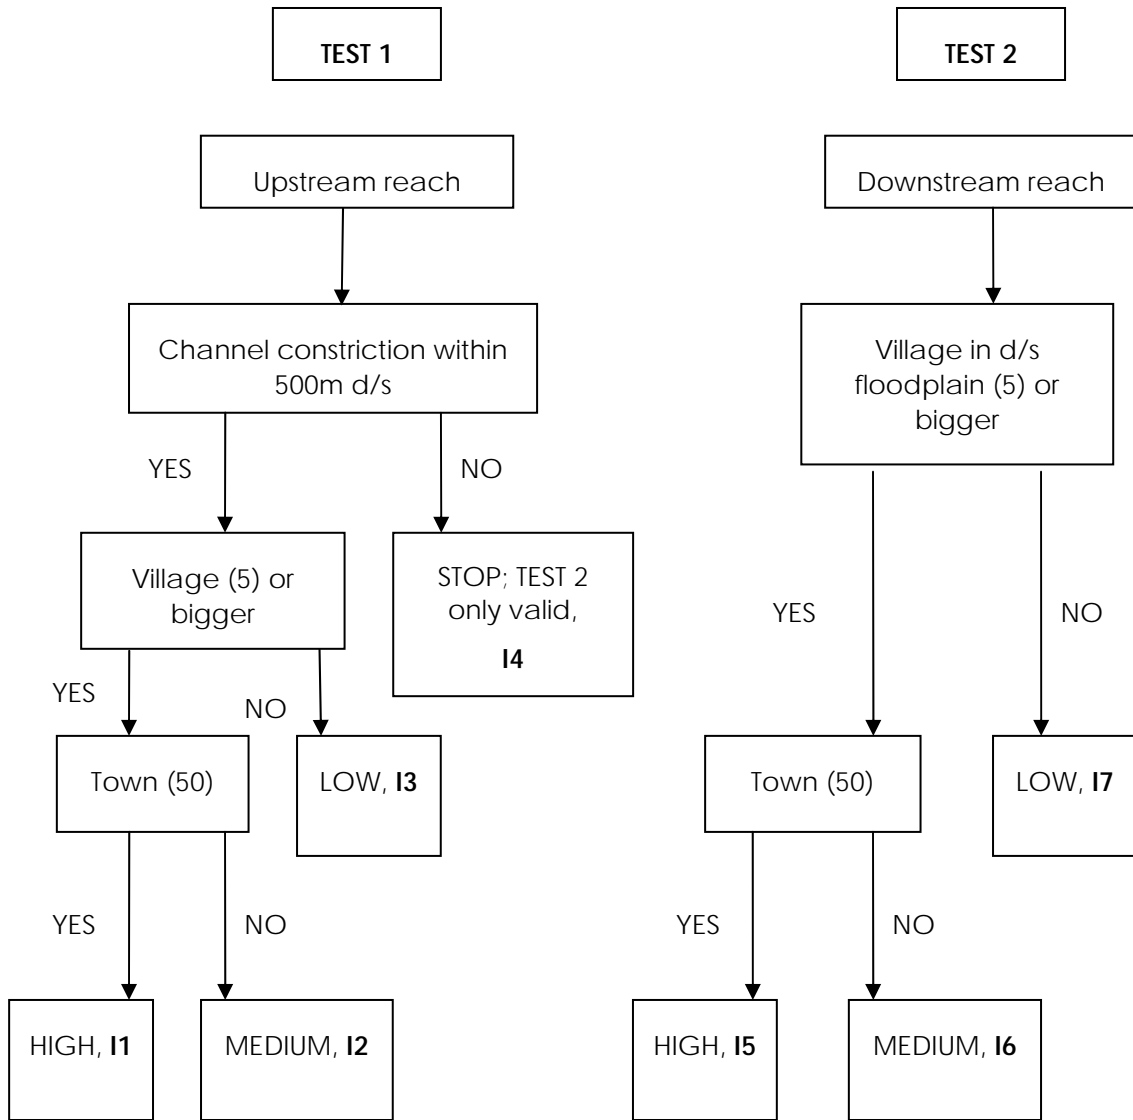 TEST 1
Upstream reach
Channel constriction within
500m d/s
YES
NO
Village (5) or
bigger
STOP; TEST 2
only valid,
I4
YES
NO
Town (50)
LOW, I3
YES
NO
HIGH, I1
MEDIUM, I2
TEST 2
Downstream reach
Village in d/s
floodplain (5) or
bigger
YES
NO
Town (50)
LOW, I7
YES
NO
HIGH, I5
MEDIUM, I6